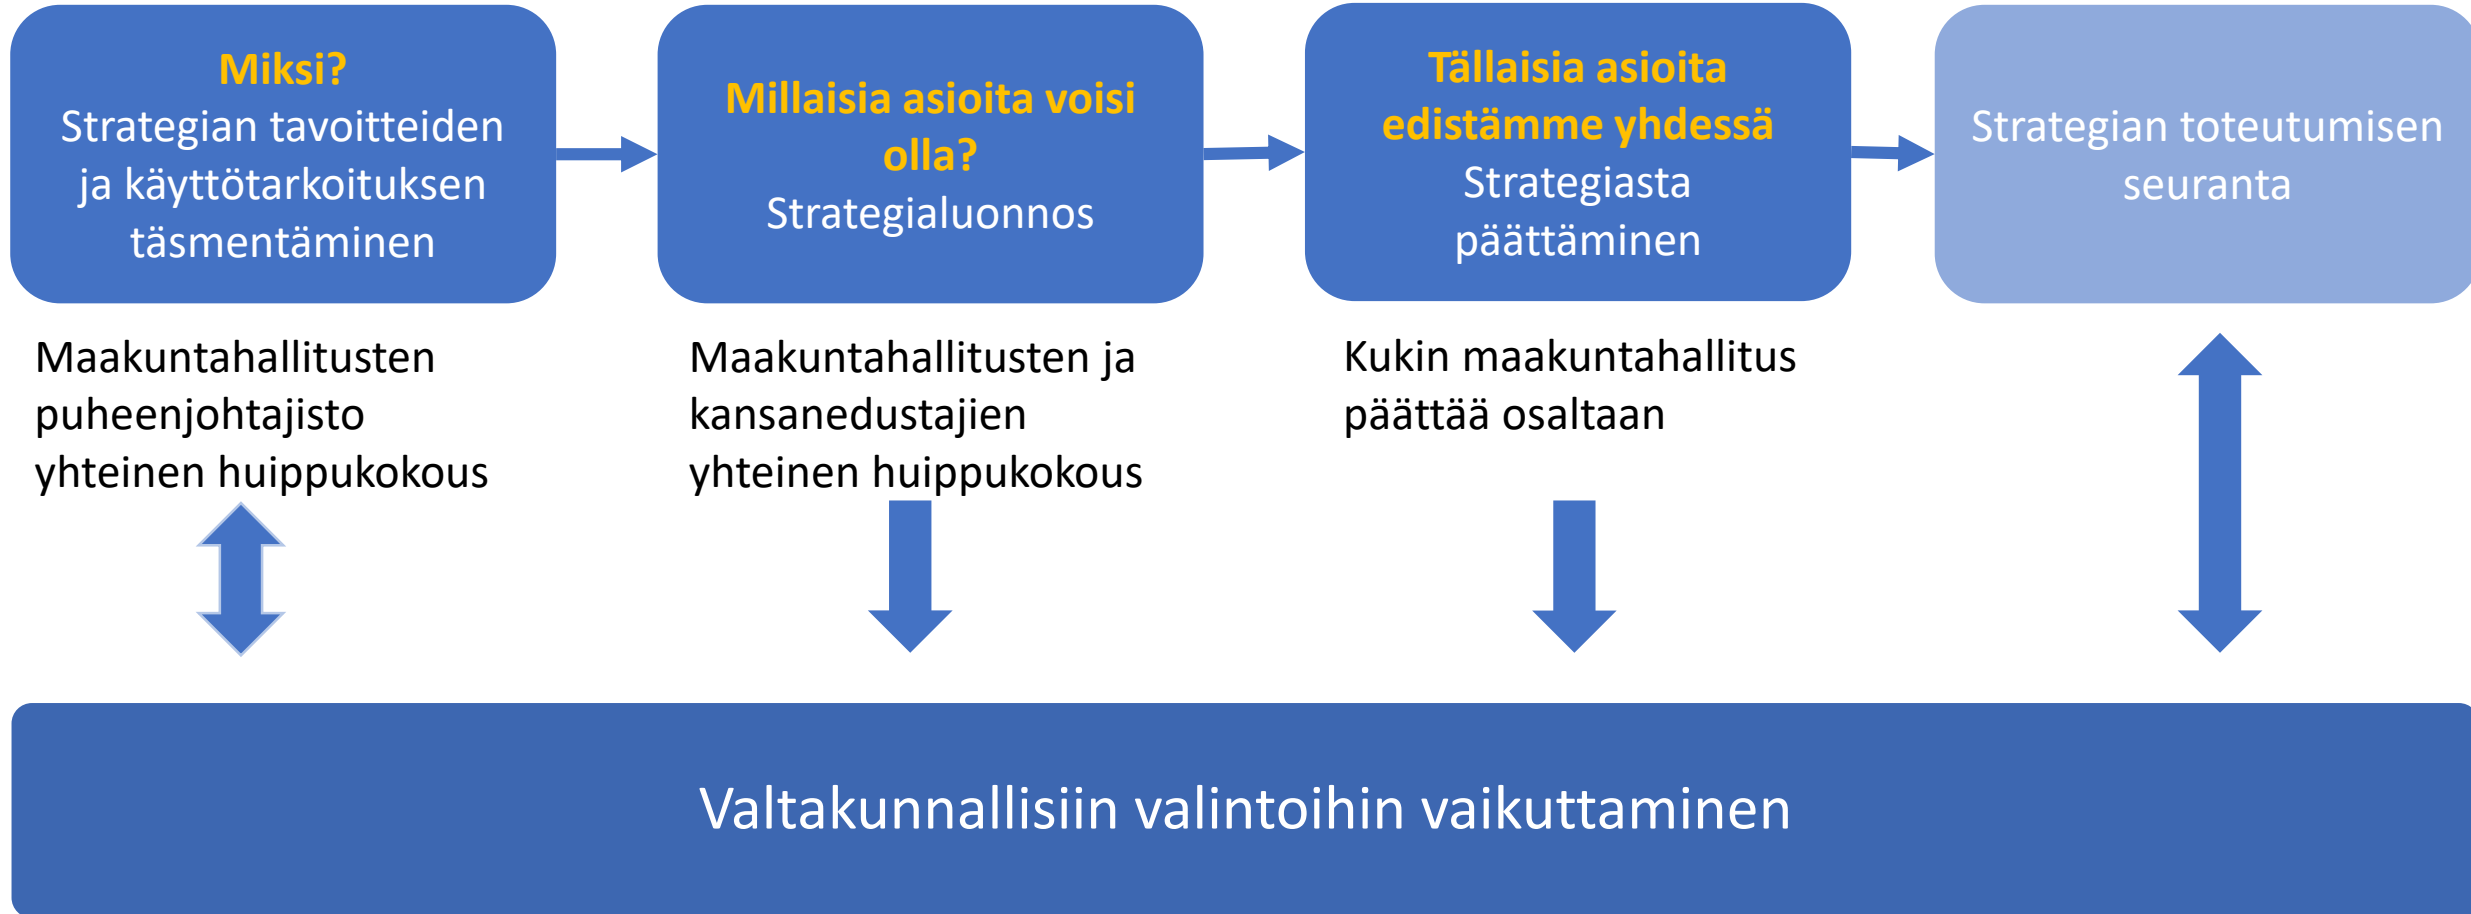 Miksi?
Strategian tavoitteiden
ja käyttötarkoituksen
täsmentäminen
Millaisia asioita voisi
olla?
Strategialuonnos
Tällaisia asioita
edistämme yhdessä
Strategiasta
päättäminen
Strategian toteutumisen
seuranta
Maakuntahallitusten
puheenjohtajisto
yhteinen huippukokous
Maakuntahallitusten ja
kansanedustajien
yhteinen huippukokous
Kukin maakuntahallitus
päättää osaltaan
Valtakunnallisiin valintoihin vaikuttaminen